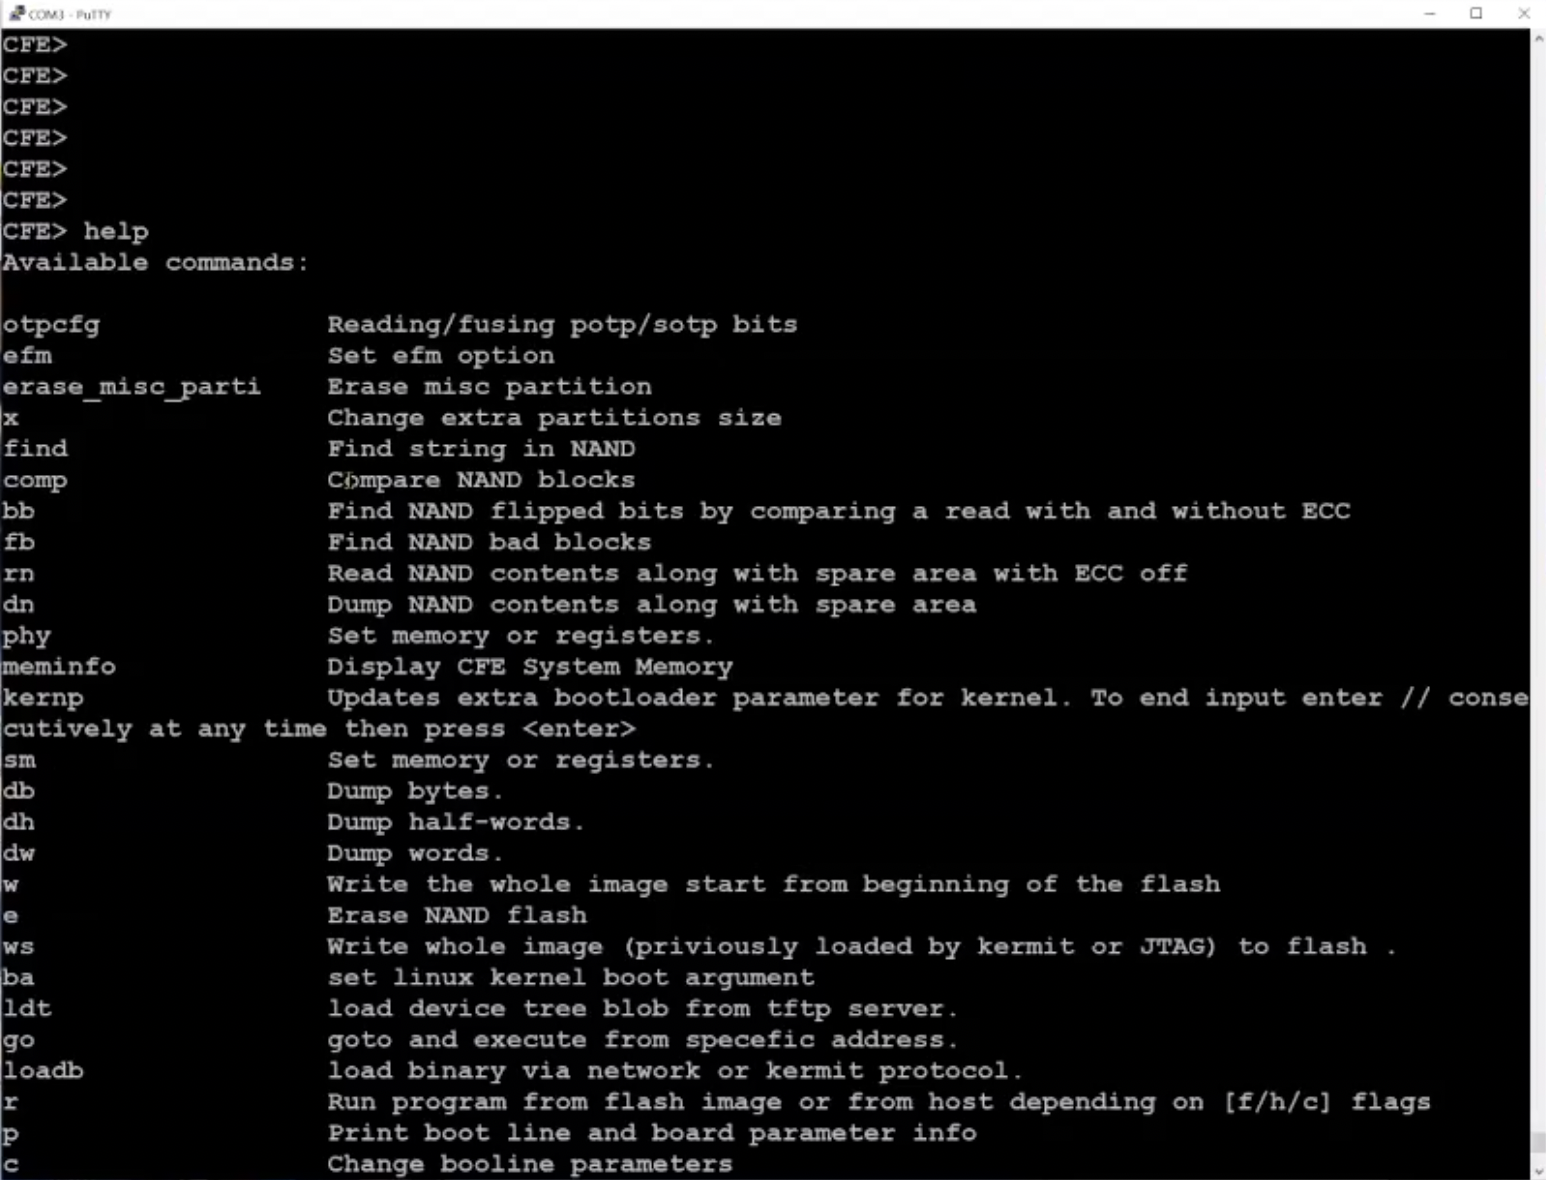 COM3 - PuTTY
CFE>
CFE>
CFE>
CFE>
CFE>
CFE>
CFE> help
Available commands:
otpcfg Reading/fusing potp/sotp bits
efm Set efm option
erase_misc_parti Erase misc partition
x Change extra partitions size
find Find string in NAND
comp Compare NAND blocks
bb Find NAND flipped bits by comparing a read with and without ECC
fb Find NAND bad blocks
rn Read NAND contents along with spare area with ECC off
dn Dump NAND contents along with spare area
phy Set memory or registers.
meminfo Display CFE System Memory
kernp Updates extra bootloader parameter for kernel. To end input enter // conse
cutively at any time then press <enter>
sm Set memory or registers.
db Dump bytes.
dh Dump half-words.
dw Dump words.
w Write the whole image start from beginning of the flash
e Erase NAND flash
ws Write whole image (priviously loaded by kermit or JTAG) to flash .
ba set linux kernel boot argument
ldt load device tree blob from tftp server.
go goto and execute from specefic address.
loadb load binary via network or kermit protocol.
r Run program from flash image or from host depending on [f/h/c] flags
p Print boot line and board parameter info
c Change booline parameters